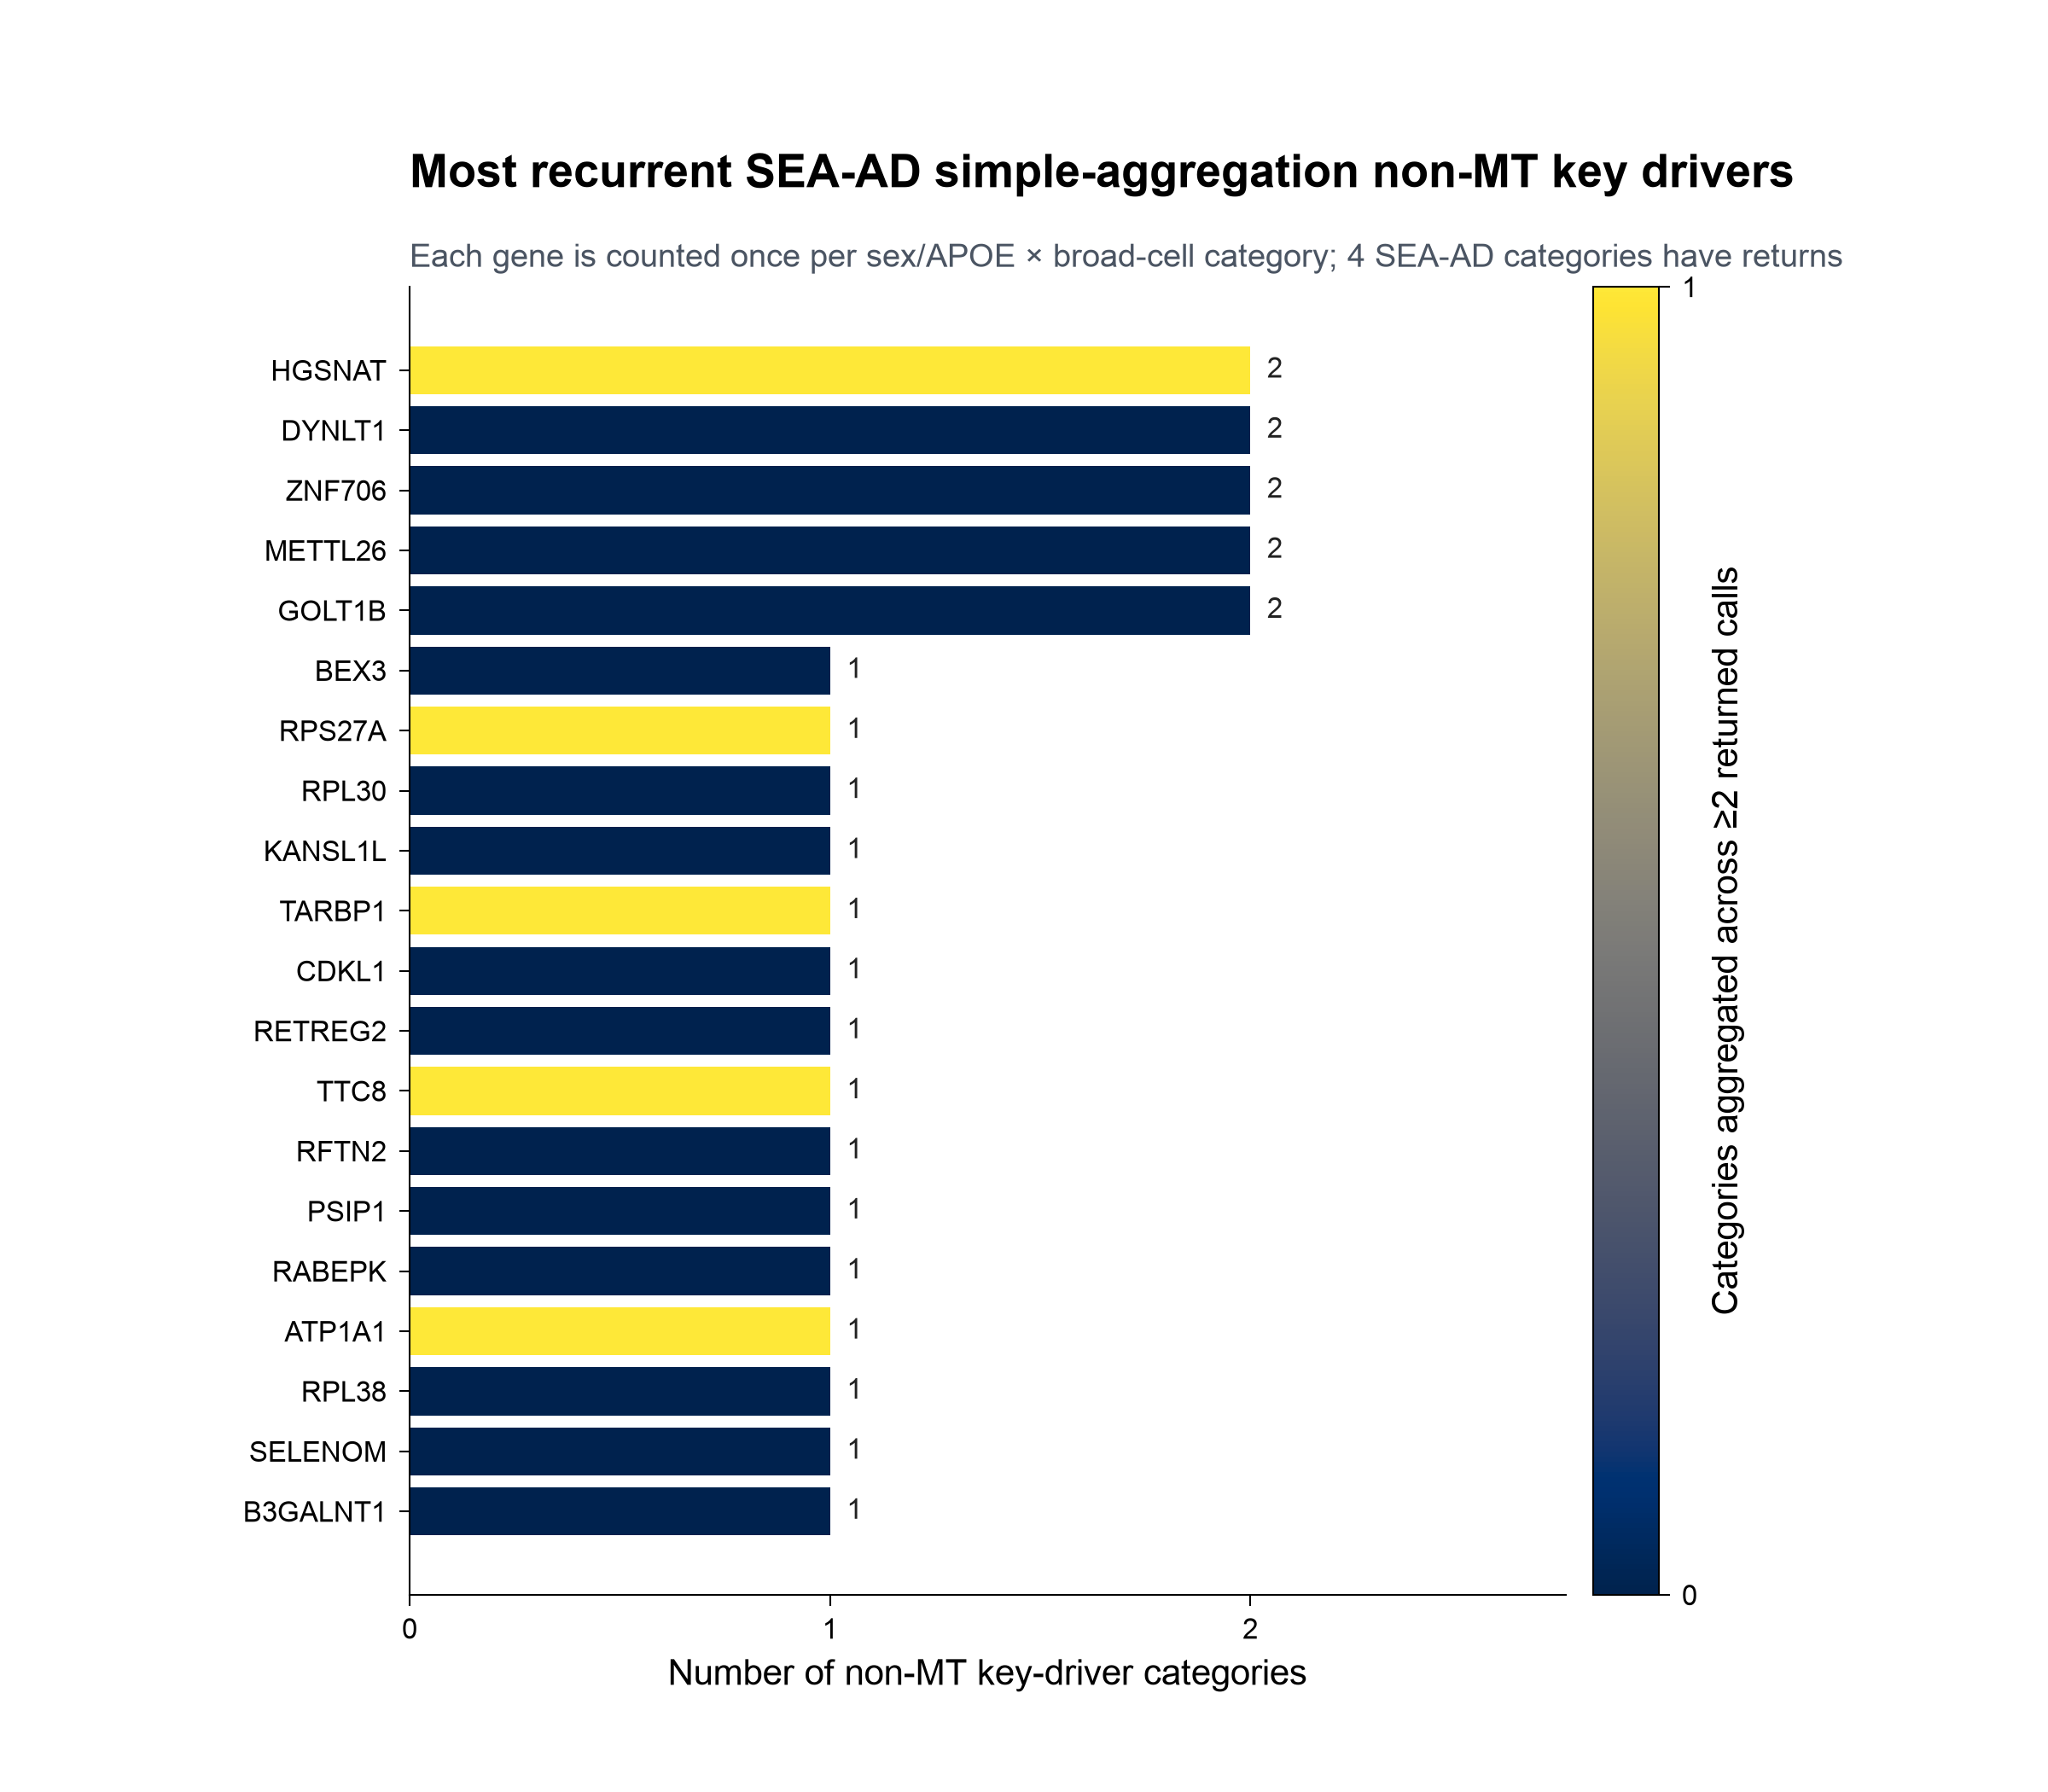 Most recurrent SEA-AD simple-aggregation non-MT key drivers
Each gene is counted once per sex/APOE × broad-cell category; 4 SEA-AD categories have returns
HGSNAT 2
DYNLT1 2
ZNF706 2
METTL26 2
GOLT1B 2
BEX3 1
RPS27A 1
RPL30 1
KANSL1L 1
TARBP1 1
CDKL1 1
RETREG2 1
TTC8 1
RFTN2 1
PSIP1 1
RABEPK 1
ATP1A1 1
RPL38 1
SELENOM 1
B3GALNT1 1
0 1 2
Number of non-MT key-driver categories
1
0
Categories aggregated across ≥2 returned calls